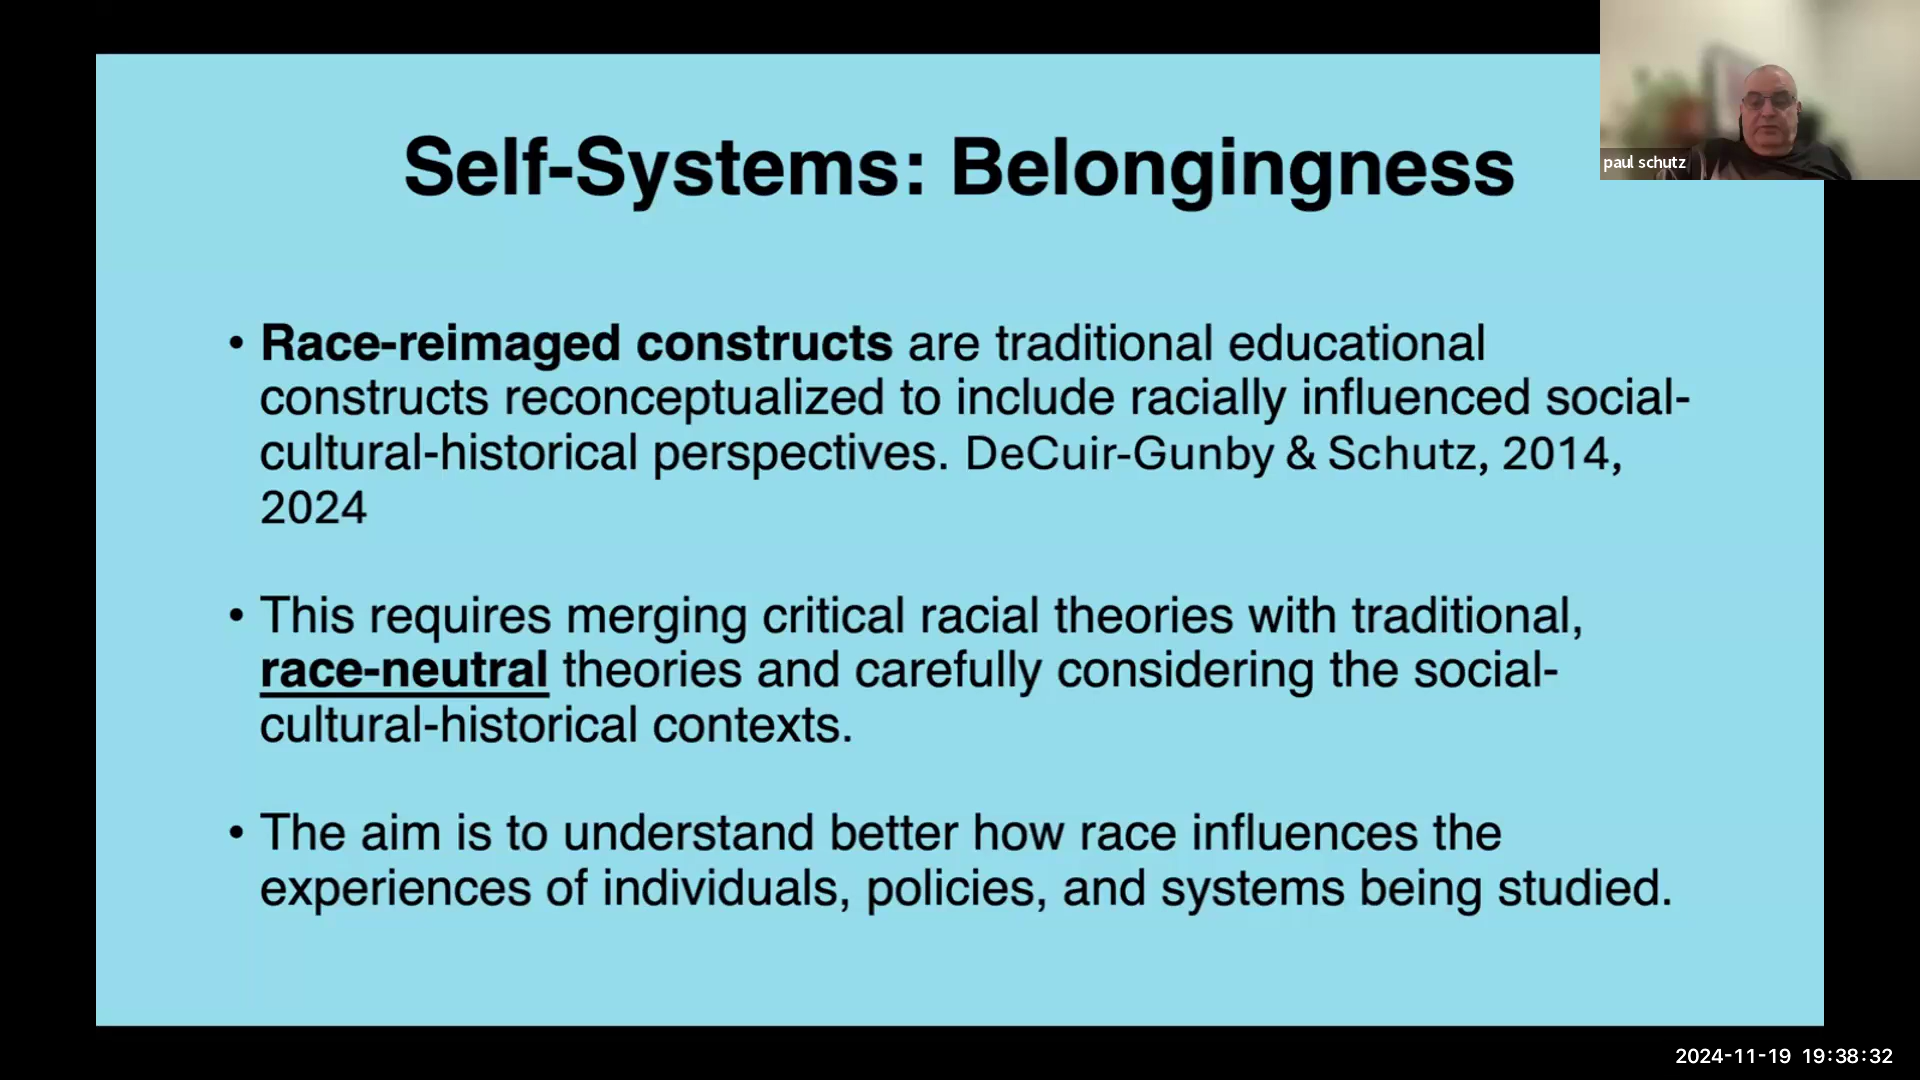 Self-Systems: Belongingness
paul schutz
• Race-reimaged constructs are traditional educational
constructs reconceptualized to include racially influenced social-
cultural-historical perspectives. DeCuir-Gunby & Schutz, 2014,
2024
• This requires merging critical racial theories with traditional,
race-neutral theories and carefully considering the social-
cultural-historical contexts.
• The aim is to understand better how race influences the
experiences of individuals, policies, and systems being studied.
2024-11-19 19:38:32